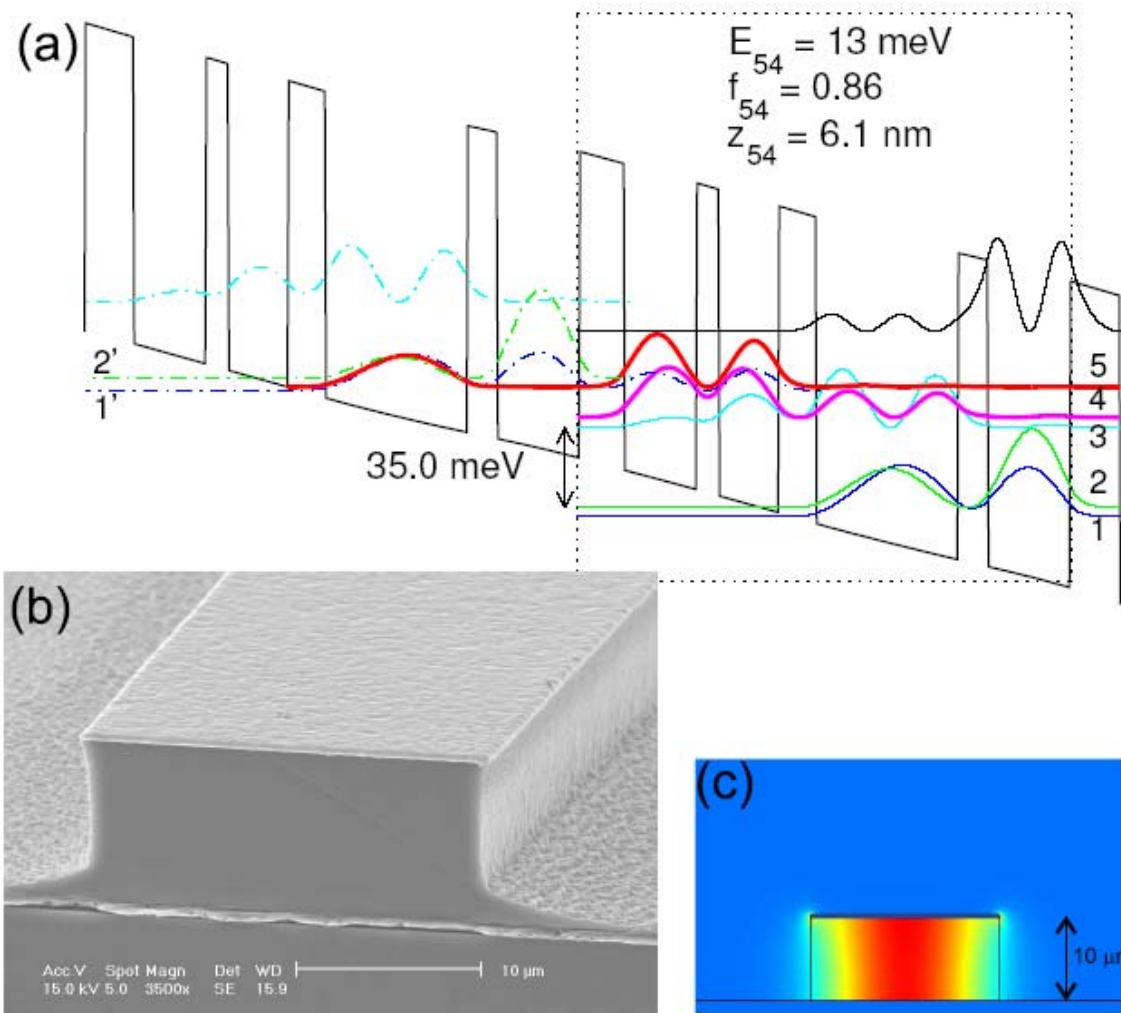 (a)
E54 = 13 meV
f54 = 0.86
z54 = 6.1 nm
2’
1’
5
4
3
2
1
35.0 meV
(b)
Acc.V Spot Magn Det WD
15.0 kV 5.0 3500x SE 15.9
10 μm
(c)
10 μm